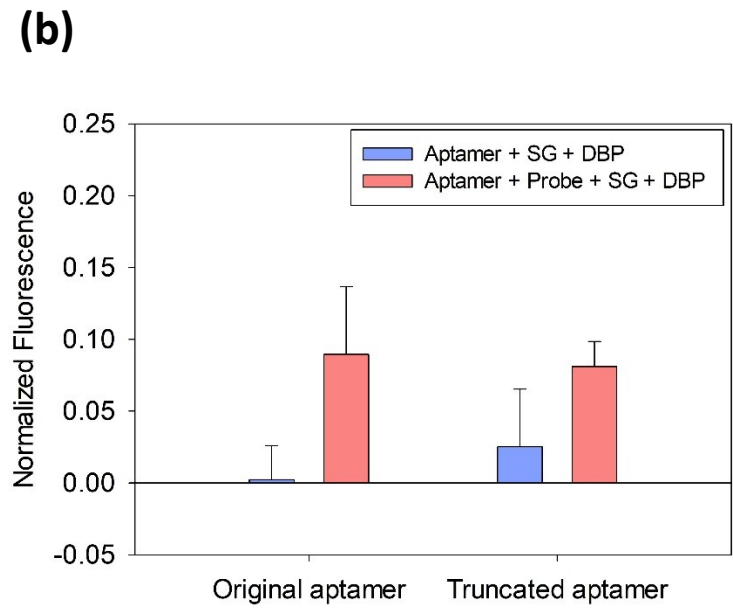 (b)
0.25
Aptamer + SG + DBP
Aptamer + Probe + SG + DBP
0.20
0.15
0.10
0.05
0.00
-0.05
Normalized Fluorescence
Original aptamer
Truncated aptamer